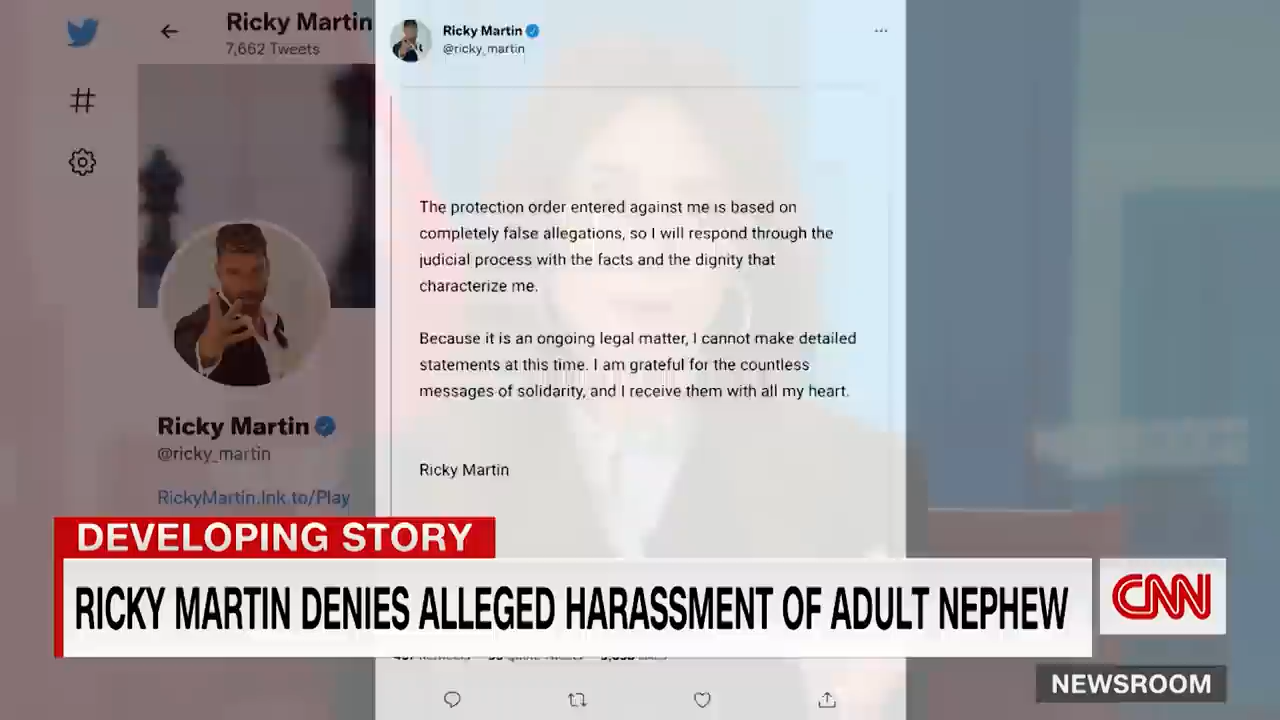 Ricky Martin
7,662 Tweets
Ricky Martin
@ricky_martin
RickyMartin.lnk.to/Play
Ricky Martin
@ricky_martin
The protection order entered against me is based on
completely false allegations, so I will respond through the
judicial process with the facts and the dignity that
characterize me.
Because it is an ongoing legal matter, I cannot make detailed
statements at this time. I am grateful for the countless
messages of solidarity, and I receive them with all my heart.
Ricky Martin
DEVELOPING STORY
RICKY MARTIN DENIES ALLEGED HARASSMENT OF ADULT NEPHEW
CNN
NEWSROOM